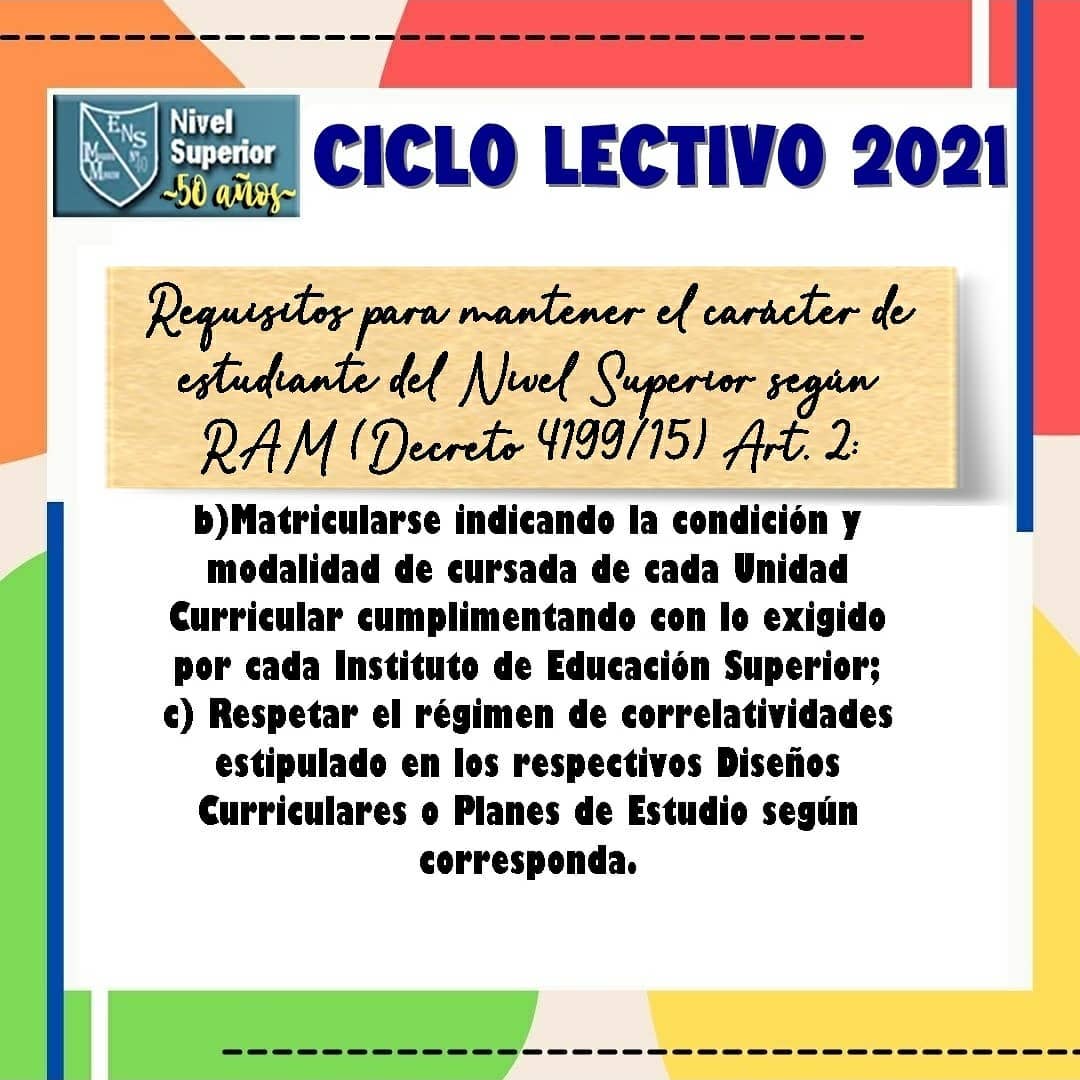 ENS
Nº10
Nivel
Superior
~50 años~
CICLO LECTIVO 2021
Requisitos para mantener el carácter de
estudiante del Nivel Superior según
RAM (Decreto 4199/15) Art. 2:
b)Matricularse indicando la condición y
modalidad de cursada de cada Unidad
Curricular cumplimentando con lo exigido
por cada Instituto de Educación Superior;
c) Respetar el régimen de correlatividades
estipulado en los respectivos Diseños
Curriculares o Planes de Estudio según
corresponda.